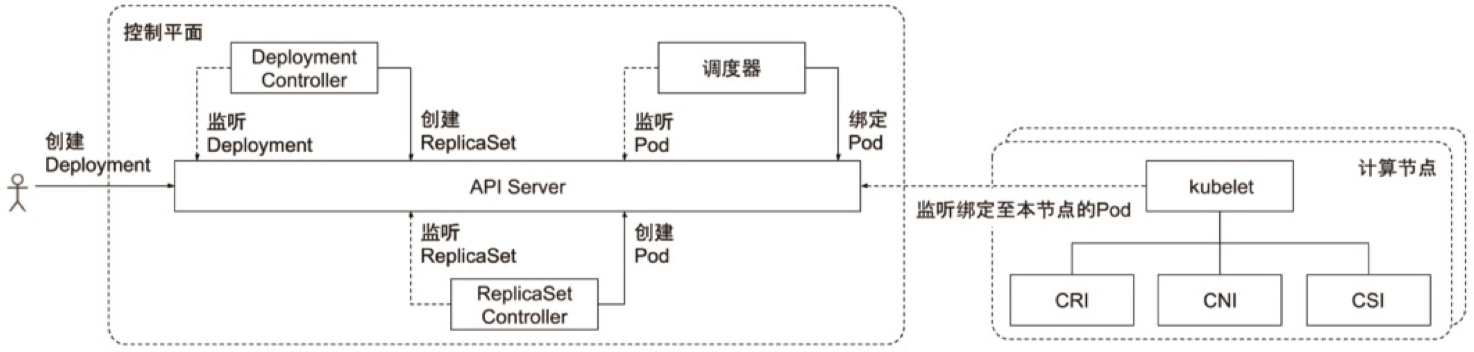 控制平面
Deployment
Controller
调度器
监听
Deployment
创建
ReplicaSet
监听
Pod
绑定
Pod
创建
Deployment
API Server
监听
ReplicaSet
创建
Pod
ReplicaSet
Controller
计算节点
kubelet
监听绑定至本节点的Pod
CRI
CNI
CSI